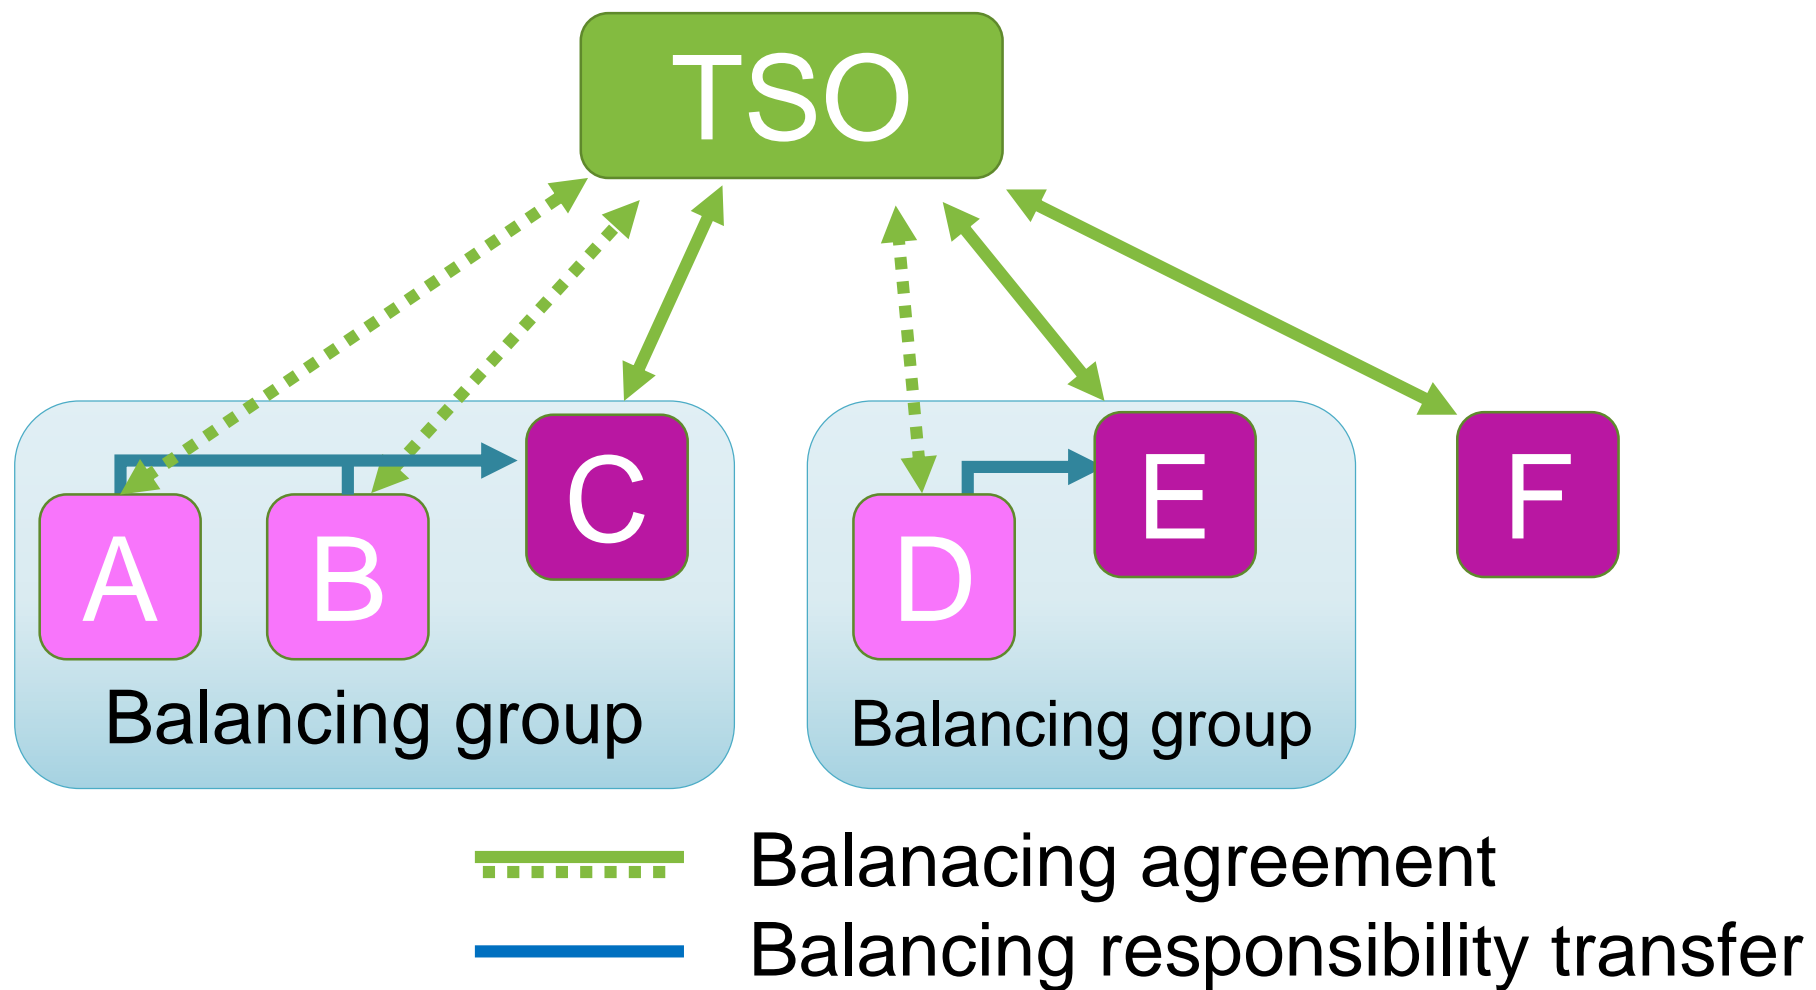 TSO
A
B
C
D
E
F
Balancing group
Balancing group
Balanacing agreement
Balancing responsibility transfer